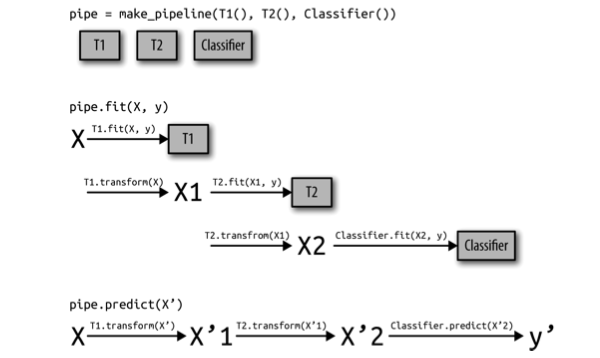 pipe = make_pipeline(T1(), T2(), Classifier())
T1 T2 Classifier
pipe.fit(X, y)
X T1.fit(X, y) T1
T1.transform(X) X1 T2.fit(X1, y) T2
T2.transfrom(X1) X2 Classifier.fit(X2, y) Classifier
pipe.predict(X’)
X T1.transform(X’) X’1 T2.transform(X’1) X’2 Classifier.predict(X’2) y’